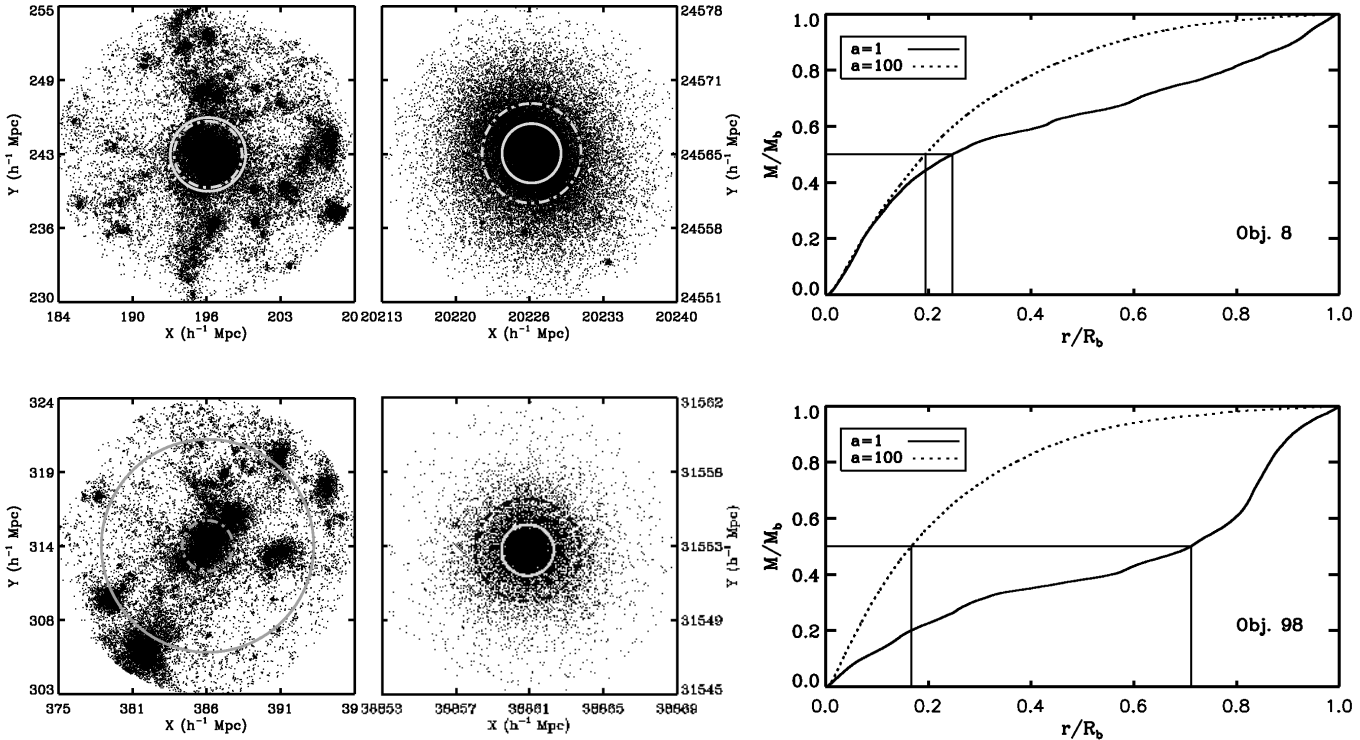 255
249
243
236
230
Y (h⁻¹ Mpc)
184 190 196 203 20
X (h⁻¹ Mpc)
24578
24571
24565
24558
24551
Y (h⁻¹ Mpc)
20213 20220 20226 20233 20240
X (h⁻¹ Mpc)
1.0
0.8
0.6
0.4
0.2
0.0
M/M_b
a=1
a=100
Obj. 8
0.0 0.2 0.4 0.6 0.8 1.0
r/R_b
324
319
314
308
303
Y (h⁻¹ Mpc)
375 381 386 391 39
X (h⁻¹ Mpc)
31562
31558
31553
31549
31545
Y (h⁻¹ Mpc)
X (h⁻¹ Mpc)
1.0
0.8
0.6
0.4
0.2
0.0
M/M_b
a=1
a=100
Obj. 98
0.0 0.2 0.4 0.6 0.8 1.0
r/R_b